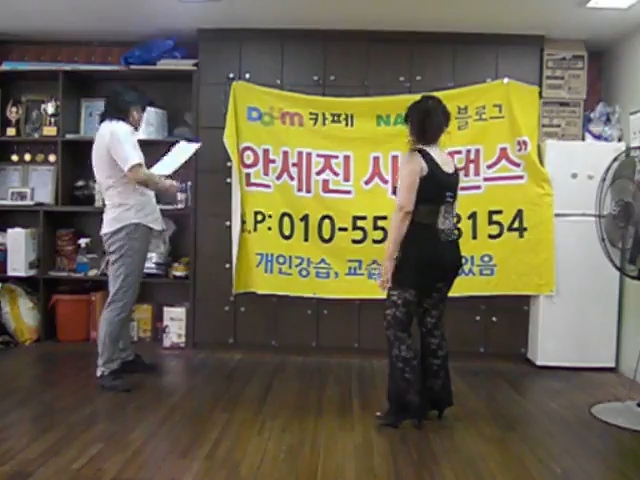 Daum 카페 NA 블로그
안세진 사 댄스"
.P: 010-55 3154
개인강습, 교습 있음